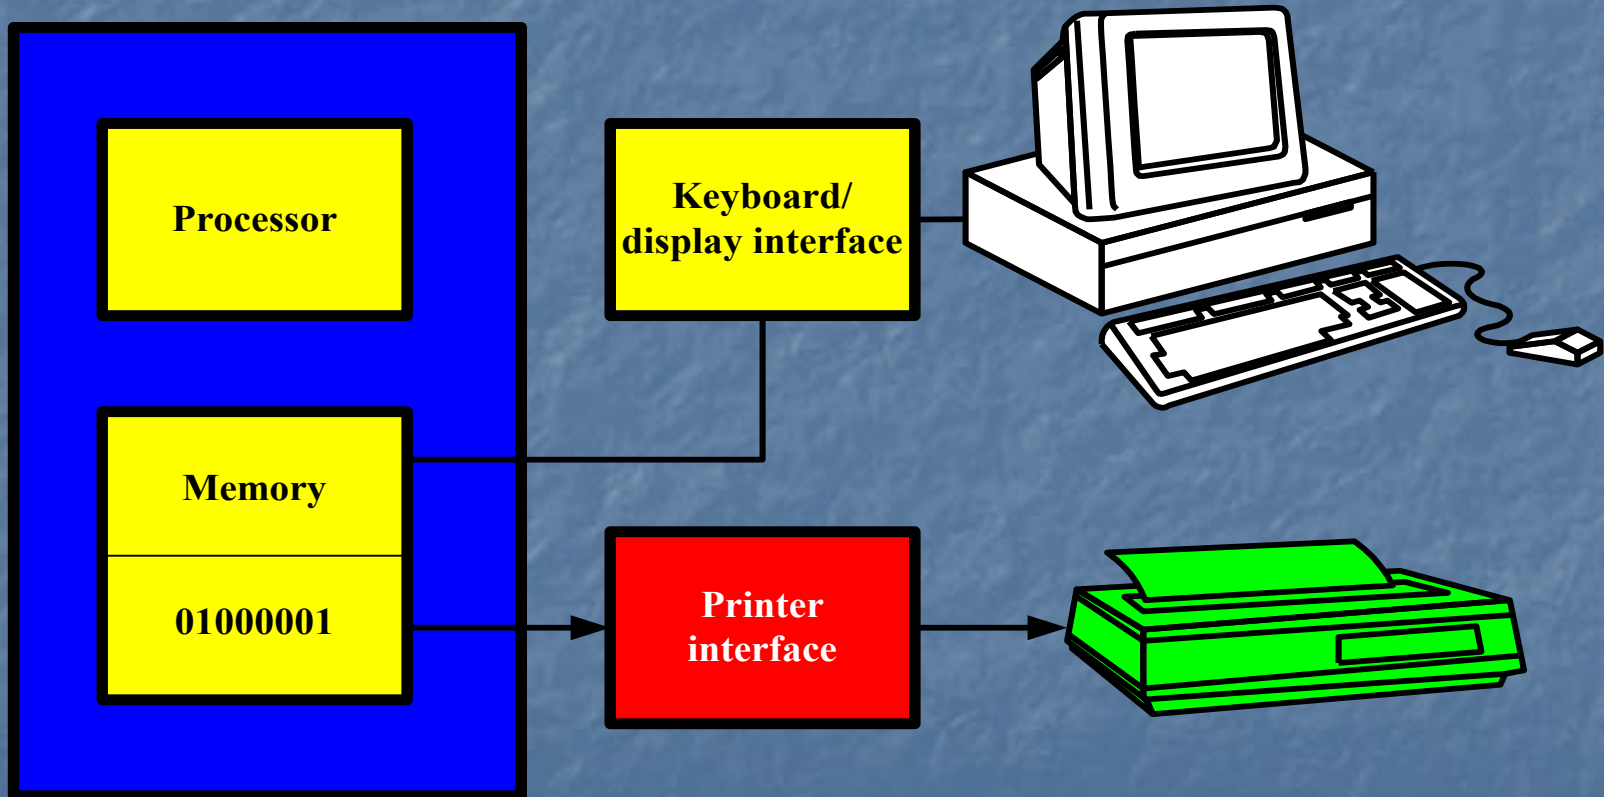 Processor
Keyboard/
display interface
Memory
01000001
Printer
interface